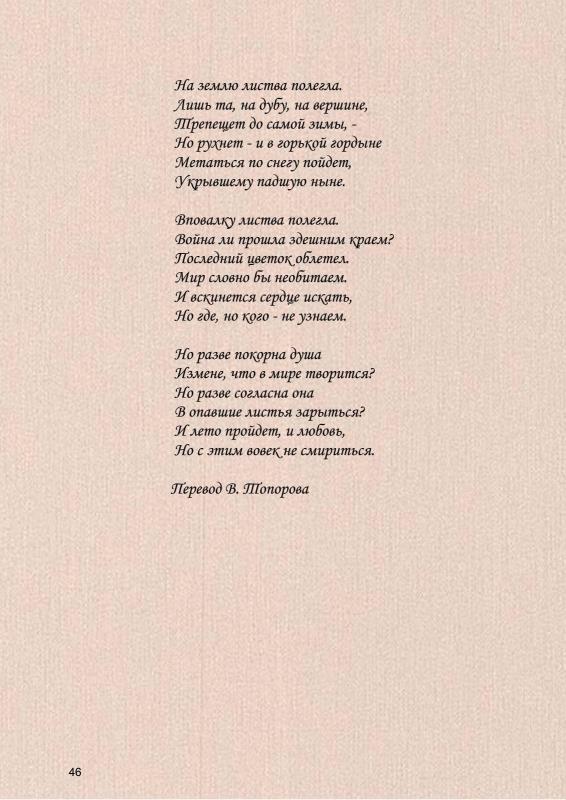 На землю листва полегла.
Лишь та, на дубу, на вершине,
Трепещет до самой зимы, -
Но рухнет - и в горькой гордыне
Метаться по снегу пойдет,
Укрывшему падшую ныне.
Вповалку листва полегла.
Война ли прошла здешним краем?
Последний цветок облетел.
Мир словно бы необитаем.
И вскинется сердце искать,
Но где, но кого - не узнаем.
Но разве покорна душа
Измене, что в мире творится?
Но разве согласна она
В опавшие листья зарыться?
И лето пройдет, и любовь,
Но с этим вовек не смириться.
Перевод В. Топорова
46